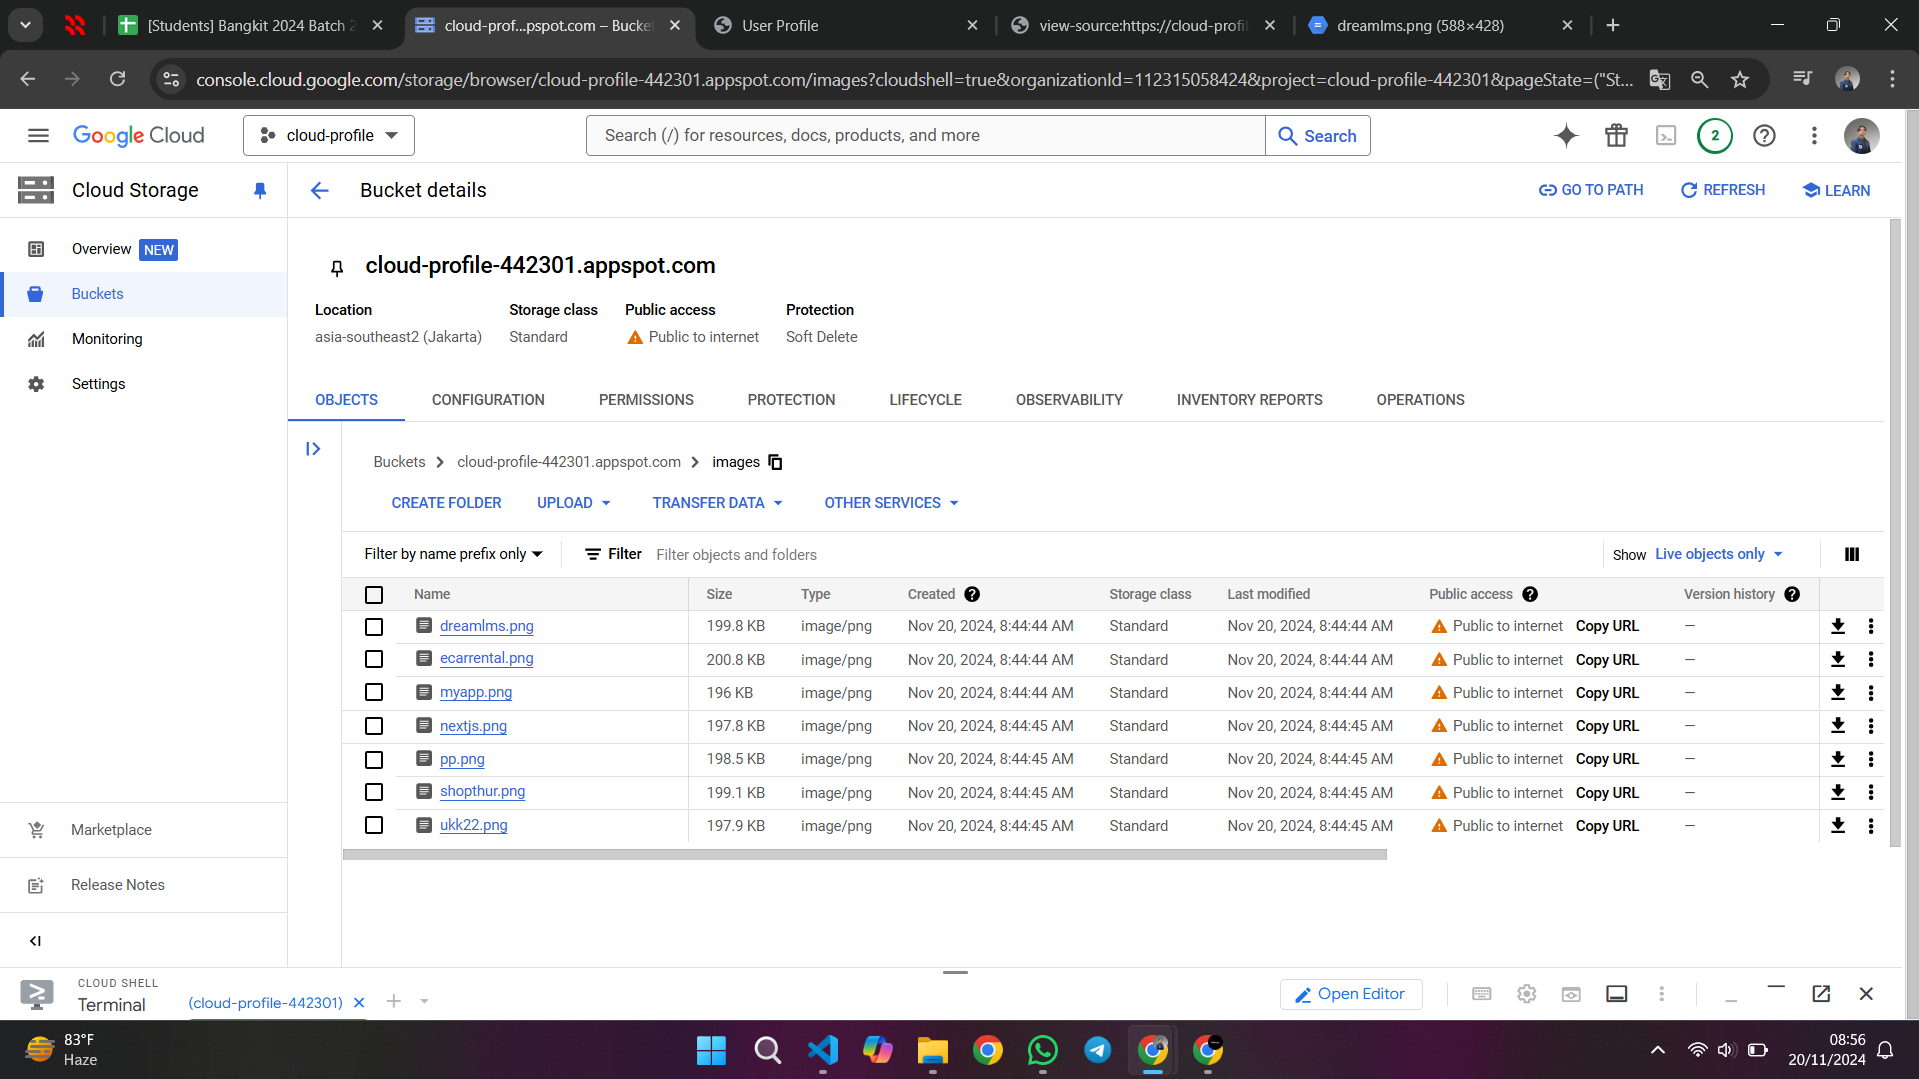 [Students] Bangkit 2024 Batch 2
cloud-prof...pspot.com – Bucke
User Profile
view-source:https://cloud-profil
dreamlms.png (588×428)
console.cloud.google.com/storage/browser/cloud-profile-442301.appspot.com/images?cloudshell=true&organizationId=112315058424&project=cloud-profile-442301&pageState=("St...
Google Cloud
cloud-profile
Search (/) for resources, docs, products, and more
Search
2
Cloud Storage
Bucket details
GO TO PATH
REFRESH
LEARN
Overview
NEW
Buckets
Monitoring
Settings
Marketplace
Release Notes
cloud-profile-442301.appspot.com
Location Storage class Public access Protection
asia-southeast2 (Jakarta) Standard Public to internet Soft Delete
OBJECTS CONFIGURATION PERMISSIONS PROTECTION LIFECYCLE OBSERVABILITY INVENTORY REPORTS OPERATIONS
Buckets > cloud-profile-442301.appspot.com > images
CREATE FOLDER UPLOAD TRANSFER DATA OTHER SERVICES
Filter by name prefix only Filter Filter objects and folders Show Live objects only
Name Size Type Created Storage class Last modified Public access Version history
dreamlms.png 199.8 KB image/png Nov 20, 2024, 8:44:44 AM Standard Nov 20, 2024, 8:44:44 AM Public to internet Copy URL —
ecarrental.png 200.8 KB image/png Nov 20, 2024, 8:44:44 AM Standard Nov 20, 2024, 8:44:44 AM Public to internet Copy URL —
myapp.png 196 KB image/png Nov 20, 2024, 8:44:44 AM Standard Nov 20, 2024, 8:44:44 AM Public to internet Copy URL —
nextjs.png 197.8 KB image/png Nov 20, 2024, 8:44:45 AM Standard Nov 20, 2024, 8:44:45 AM Public to internet Copy URL —
pp.png 198.5 KB image/png Nov 20, 2024, 8:44:45 AM Standard Nov 20, 2024, 8:44:45 AM Public to internet Copy URL —
shopthur.png 199.1 KB image/png Nov 20, 2024, 8:44:45 AM Standard Nov 20, 2024, 8:44:45 AM Public to internet Copy URL —
ukk22.png 197.9 KB image/png Nov 20, 2024, 8:44:45 AM Standard Nov 20, 2024, 8:44:45 AM Public to internet Copy URL —
CLOUD SHELL
Terminal
(cloud-profile-442301)
Open Editor
83°F
Haze
08:56
20/11/2024